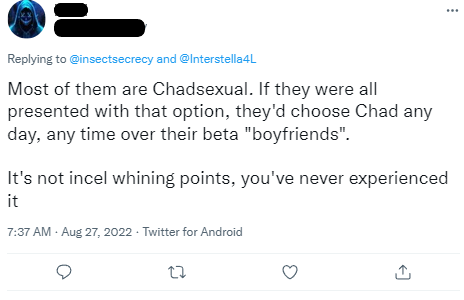 Replying to @insectsecrecy and @Interstella4L
Most of them are Chadsexual. If they were all
presented with that option, they'd choose Chad any
day, any time over their beta "boyfriends".
It's not incel whining points, you've never experienced
it
7:37 AM · Aug 27, 2022 · Twitter for Android